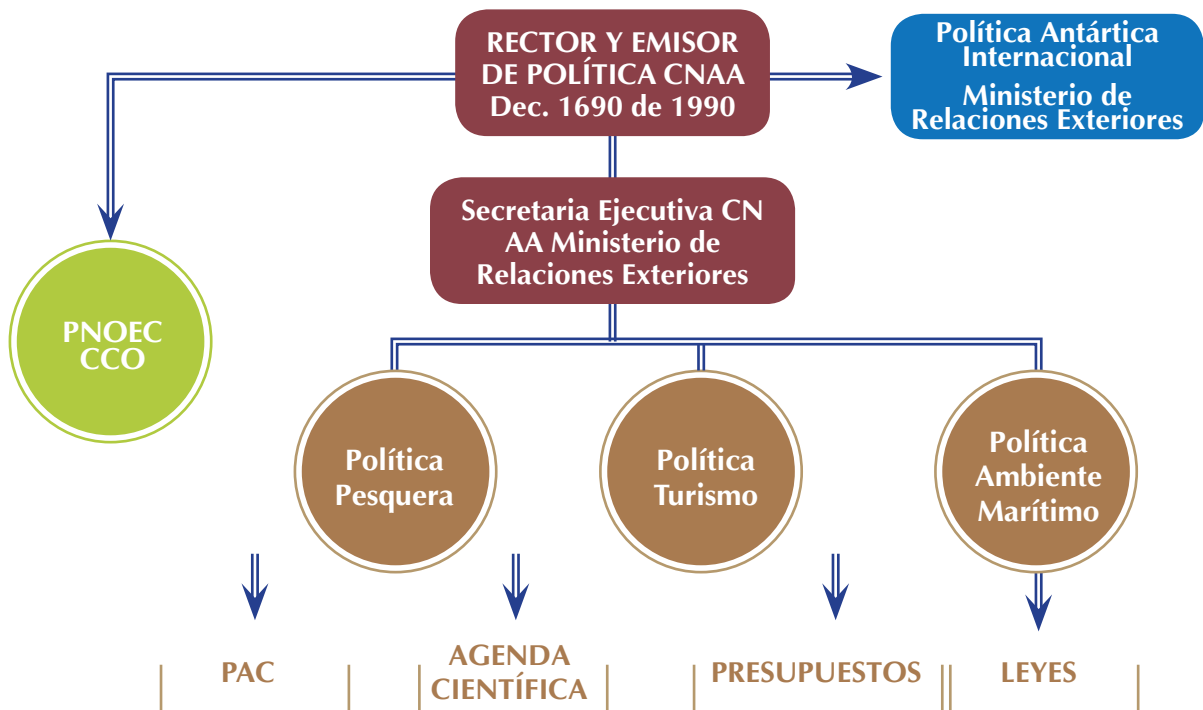 RECTOR Y EMISOR
DE POLÍTICA CNAA
Dec. 1690 de 1990
Política Antártica
Internacional
Ministerio de
Relaciones Exteriores
Secretaria Ejecutiva CN
AA Ministerio de
Relaciones Exteriores
PNOEC
CCO
Política
Pesquera
Política
Turismo
Política
Ambiente
Marítimo
PAC
AGENDA
CIENTÍFICA
PRESUPUESTOS
LEYES